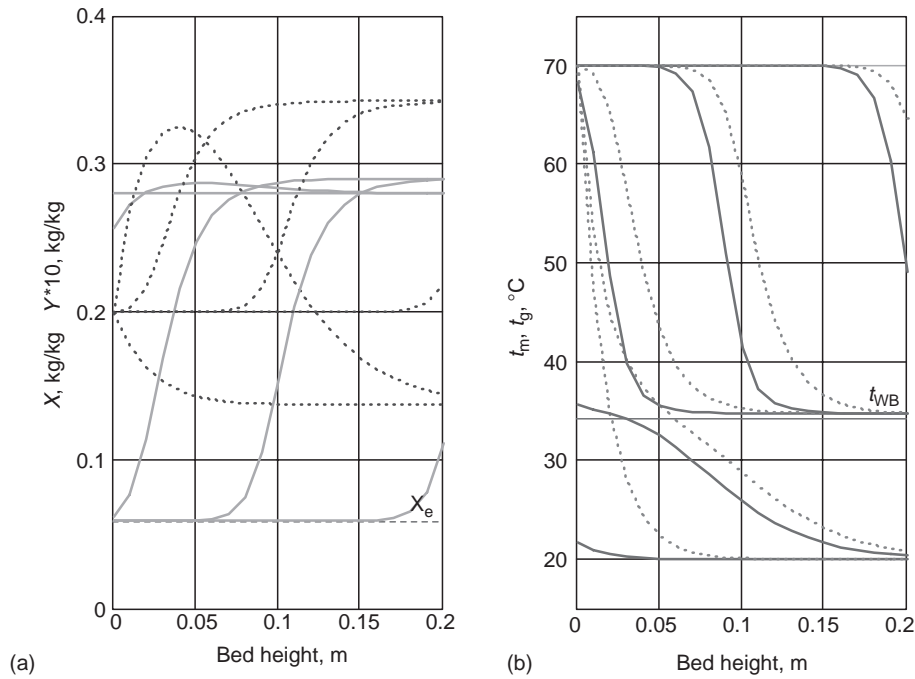 0.4
0.3
0.2
0.1
0
X, kg/kg Y*10, kg/kg
X_e
0 0.05 0.1 0.15 0.2
(a) Bed height, m
70
60
50
40
30
20
t_m, t_g, °C
t_WB
0 0.05 0.10 0.15 0.2
(b) Bed height, m